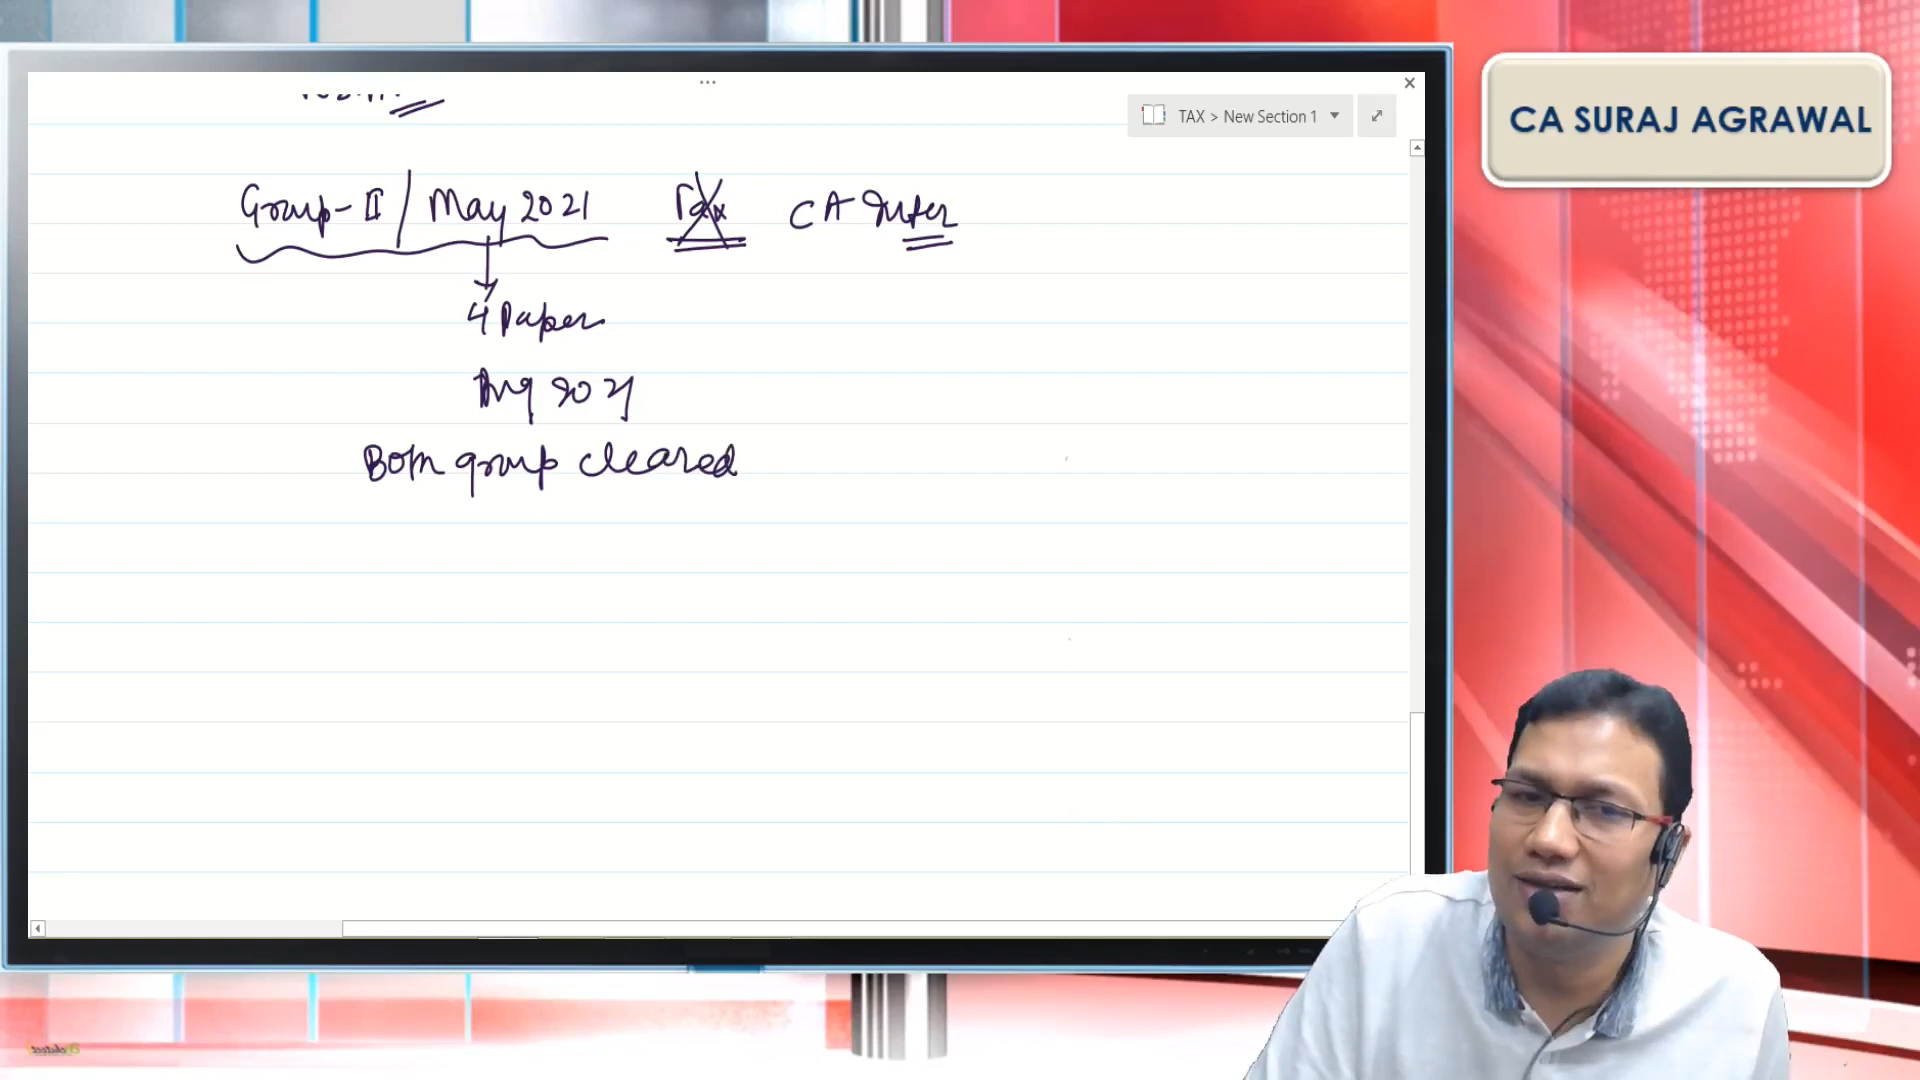 CA SURAJ AGRAWAL
TAX > New Section 1
Group-II / May 2021 Tax CA Inter
4 Paper
Aug 2021
Both group cleared